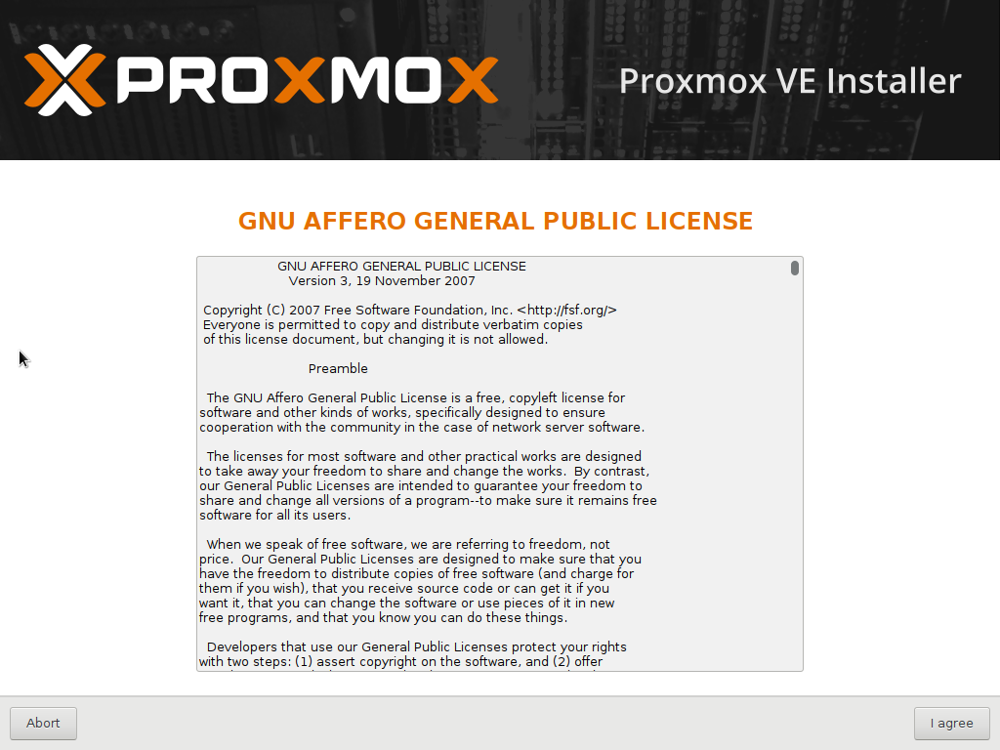 PROXMOX
Proxmox VE Installer
GNU AFFERO GENERAL PUBLIC LICENSE
GNU AFFERO GENERAL PUBLIC LICENSE
Version 3, 19 November 2007
Copyright (C) 2007 Free Software Foundation, Inc. <http://fsf.org/>
Everyone is permitted to copy and distribute verbatim copies
of this license document, but changing it is not allowed.
Preamble
The GNU Affero General Public License is a free, copyleft license for
software and other kinds of works, specifically designed to ensure
cooperation with the community in the case of network server software.
The licenses for most software and other practical works are designed
to take away your freedom to share and change the works.  By contrast,
our General Public Licenses are intended to guarantee your freedom to
share and change all versions of a program--to make sure it remains free
software for all its users.
When we speak of free software, we are referring to freedom, not
price.  Our General Public Licenses are designed to make sure that you
have the freedom to distribute copies of free software (and charge for
them if you wish), that you receive source code or can get it if you
want it, that you can change the software or use pieces of it in new
free programs, and that you know you can do these things.
Developers that use our General Public Licenses protect your rights
with two steps: (1) assert copyright on the software, and (2) offer
Abort
I agree